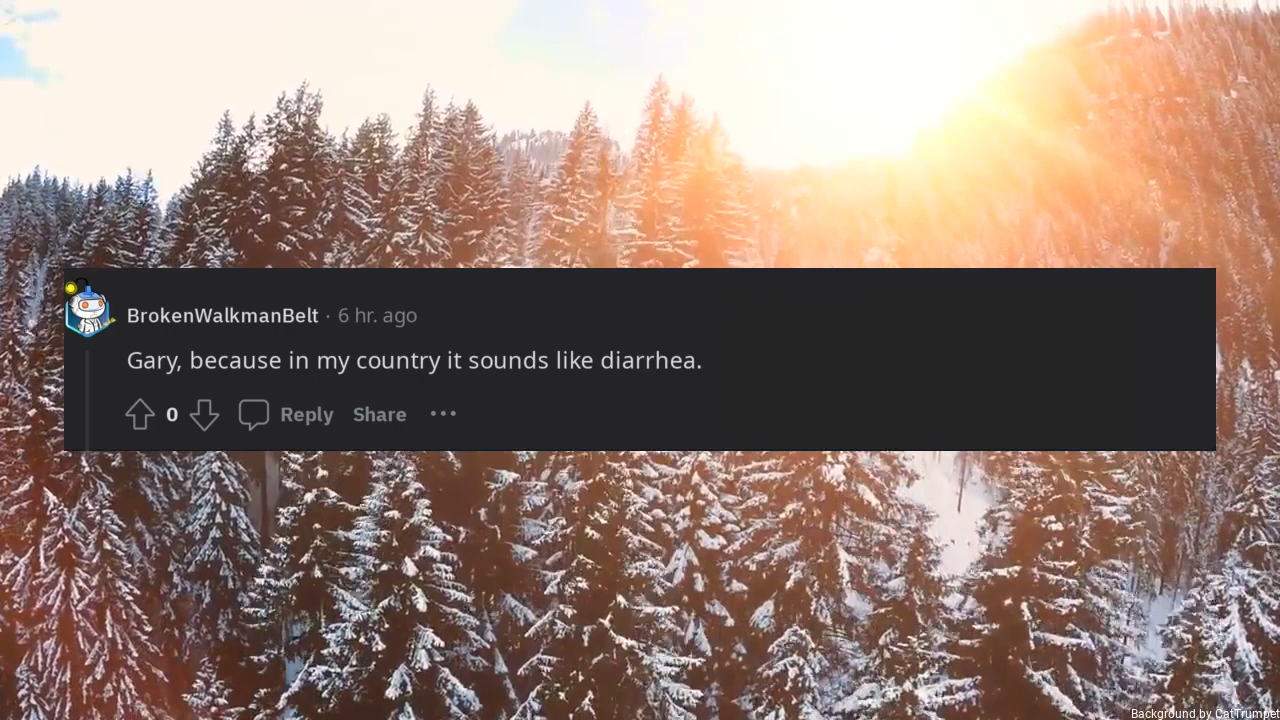 BrokenWalkmanBelt · 6 hr. ago
Gary, because in my country it sounds like diarrhea.
0 Reply Share ···
Background by CatTrumpet